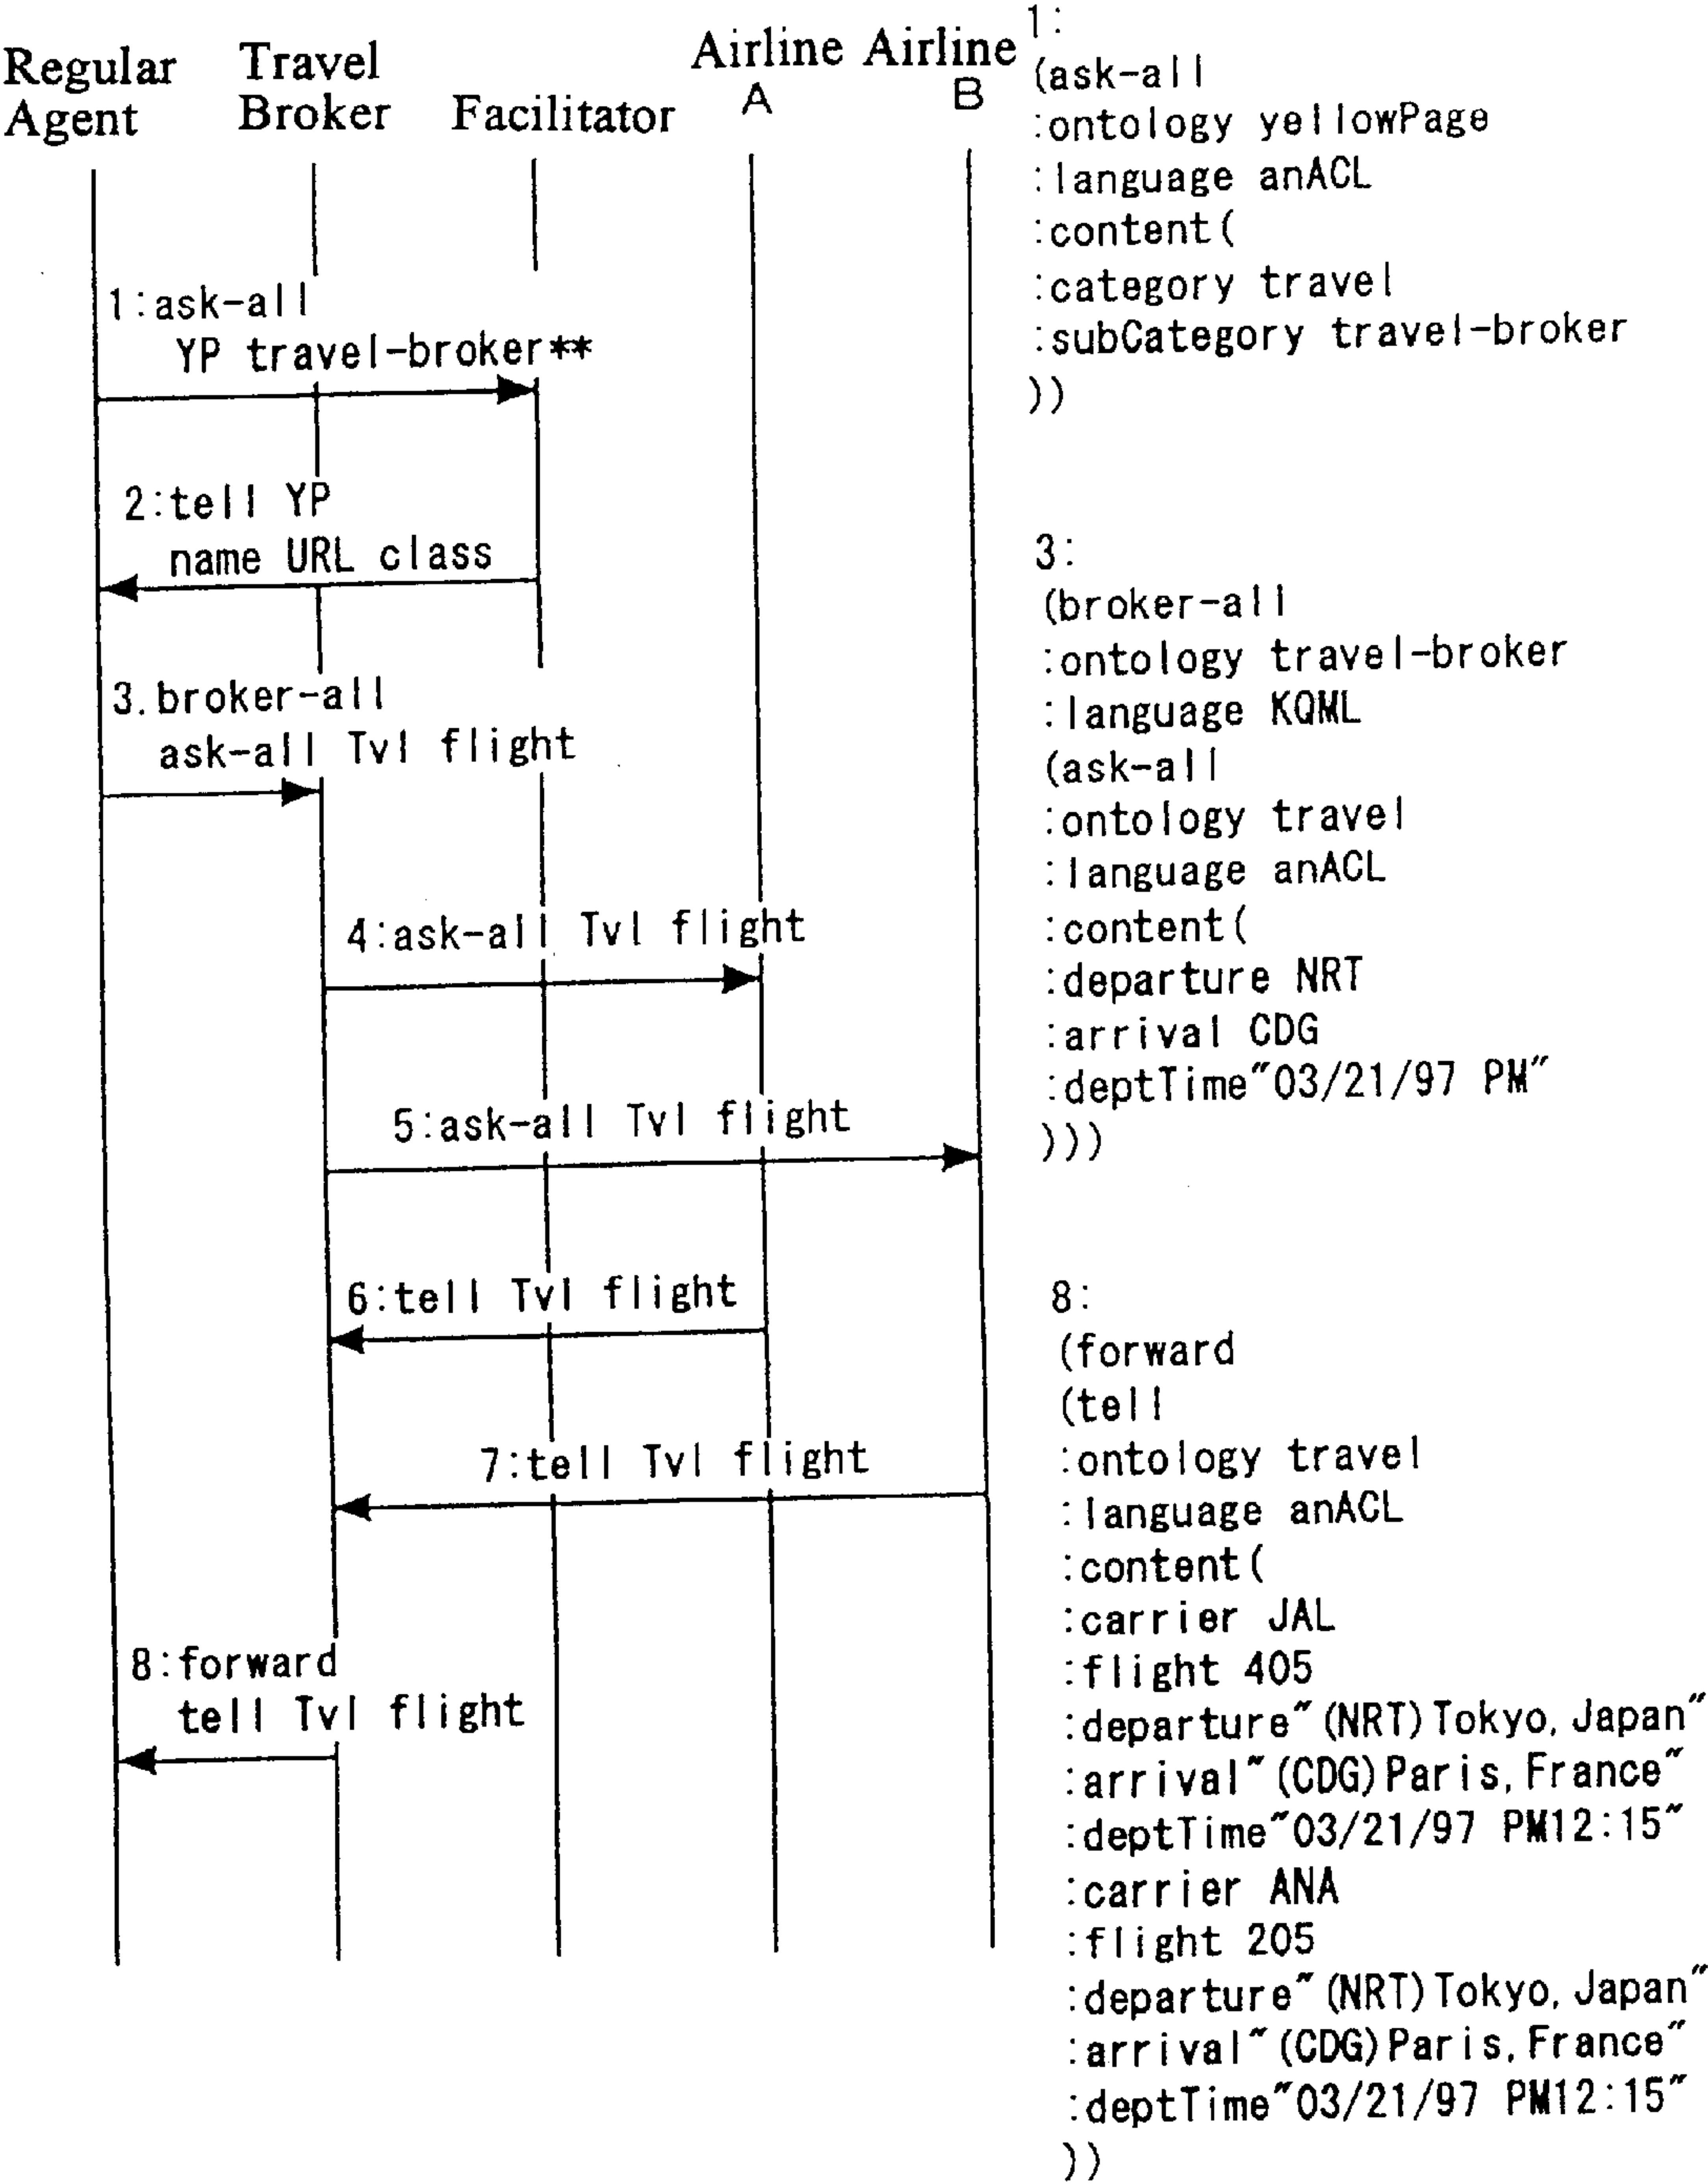 Regular
Agent
Travel
Broker
Facilitator
Airline
A
Airline
B
1:ask-all
YP travel-broker**
2:tell YP
name URL class
3.broker-all
ask-all Tvl flight
4:ask-all Tvl flight
5:ask-all Tvl flight
6:tell Tvl flight
7:tell Tvl flight
8:forward
tell Tvl flight
1:
(ask-all
:ontology yellowPage
:language anACL
:content(
:category travel
:subCategory travel-broker
))
3:
(broker-all
:ontology travel-broker
:language KQML
(ask-all
:ontology travel
:language anACL
:content(
:departure NRT
:arrival CDG
:deptTime"03/21/97 PM"
)))
8:
(forward
(tell
:ontology travel
:language anACL
:content(
:carrier JAL
:flight 405
:departure"(NRT)Tokyo, Japan"
:arrival"(CDG)Paris, France"
:deptTime"03/21/97 PM12:15"
:carrier ANA
:flight 205
:departure"(NRT)Tokyo, Japan"
:arrival"(CDG)Paris, France"
:deptTime"03/21/97 PM12:15"
))